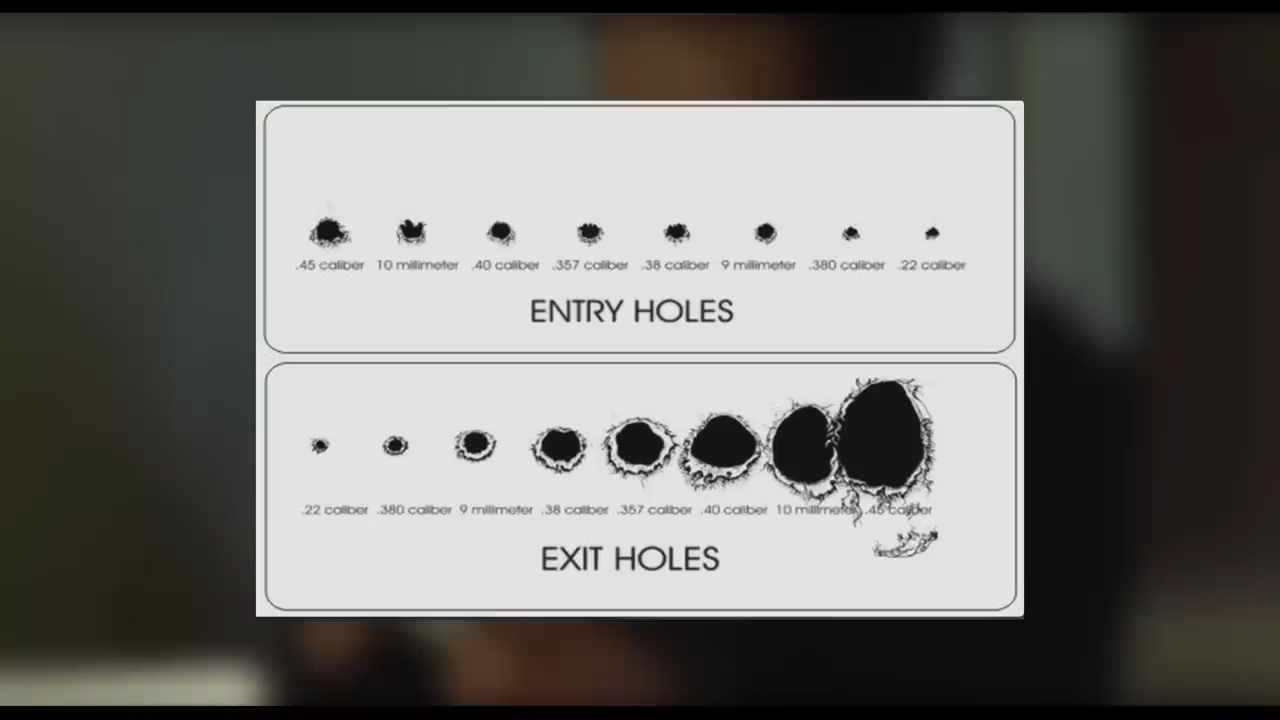 .45 caliber 10 millimeter .40 caliber .357 caliber .38 caliber 9 millimeter .380 caliber .22 caliber
ENTRY HOLES
.22 caliber .380 caliber 9 millimeter .38 caliber .357 caliber .40 caliber 10 millimeter .45 caliber
EXIT HOLES